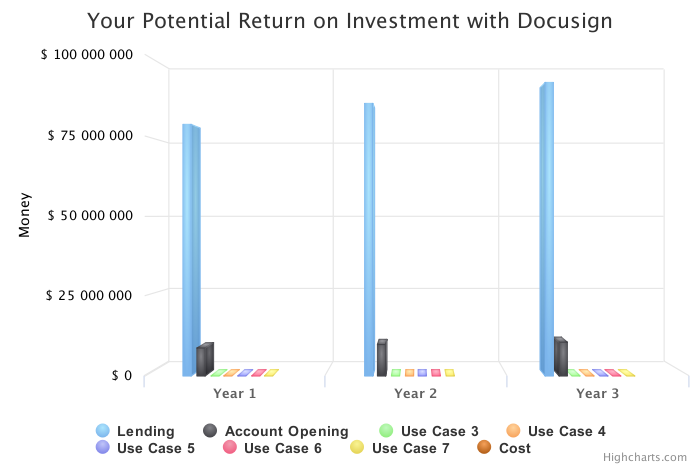 Your Potential Return on Investment with Docusign
$ 100 000 000
$ 75 000 000
$ 50 000 000
$ 25 000 000
$ 0
Money
Year 1
Year 2
Year 3
Lending
Account Opening
Use Case 3
Use Case 4
Use Case 5
Use Case 6
Use Case 7
Cost
Highcharts.com